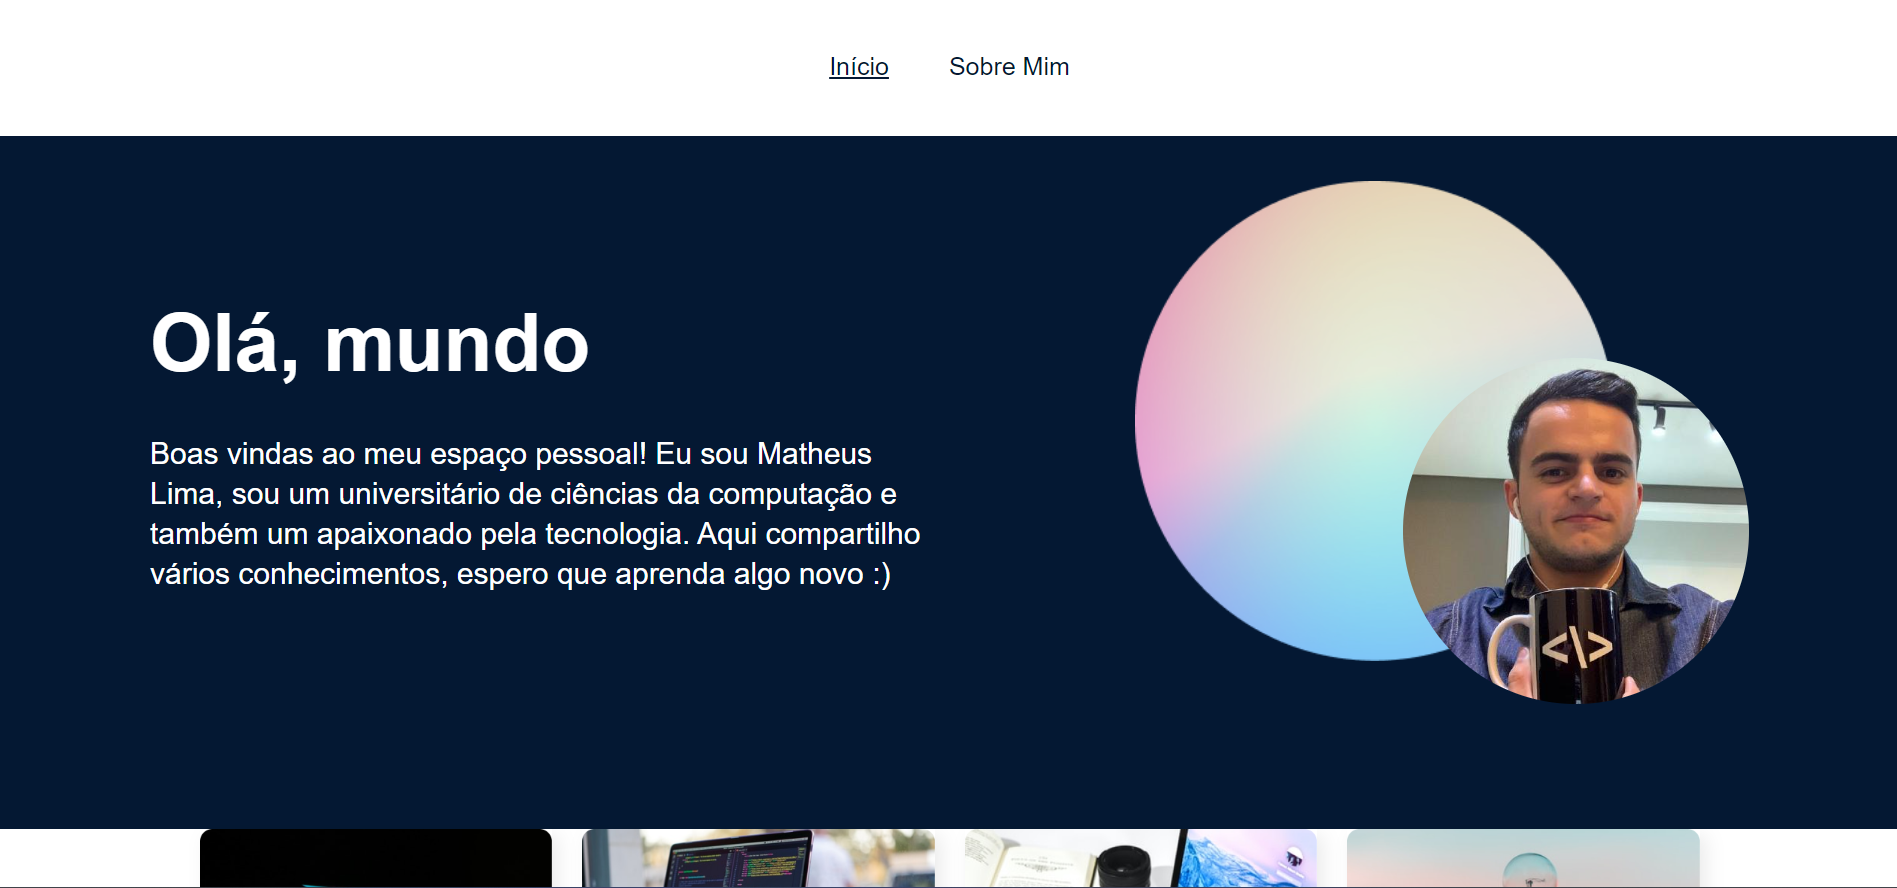 Início
Sobre Mim
Olá, mundo
Boas vindas ao meu espaço pessoal! Eu sou Matheus
Lima, sou um universitário de ciências da computação e
também um apaixonado pela tecnologia. Aqui compartilho
vários conhecimentos, espero que aprenda algo novo :)
<\>